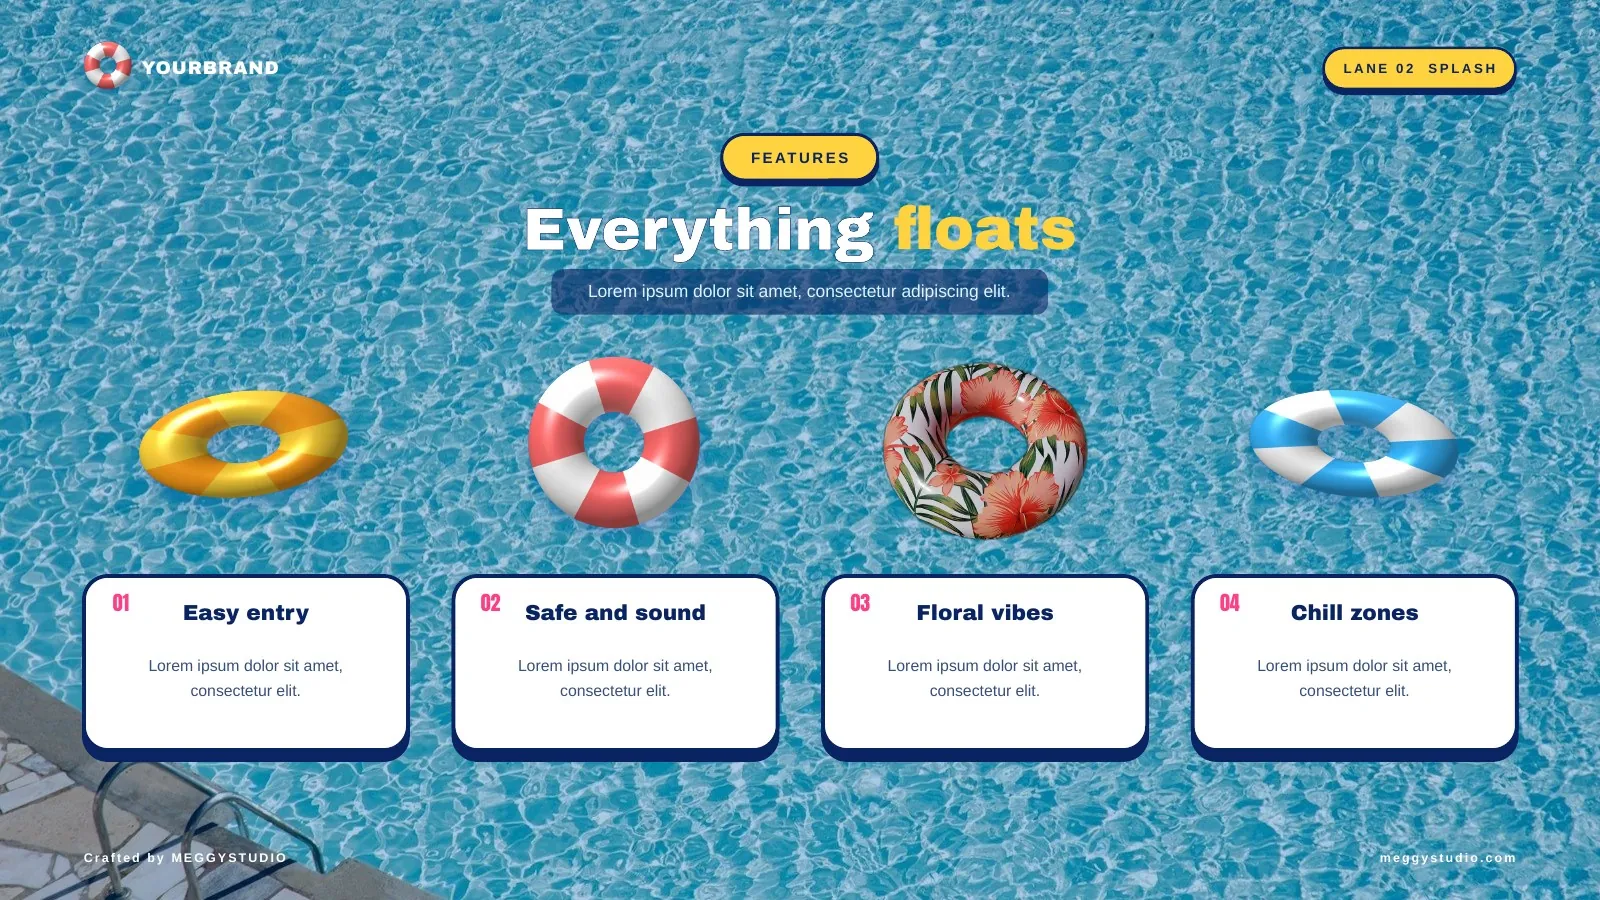 YOURBRAND
LANE 02 SPLASH
FEATURES
Everything floats
Lorem ipsum dolor sit amet, consectetur adipiscing elit.
01
Easy entry
Lorem ipsum dolor sit amet,
consectetur elit.
02
Safe and sound
Lorem ipsum dolor sit amet,
consectetur elit.
03
Floral vibes
Lorem ipsum dolor sit amet,
consectetur elit.
04
Chill zones
Lorem ipsum dolor sit amet,
consectetur elit.
Crafted by MEGGYSTUDIO
meggystudio.com